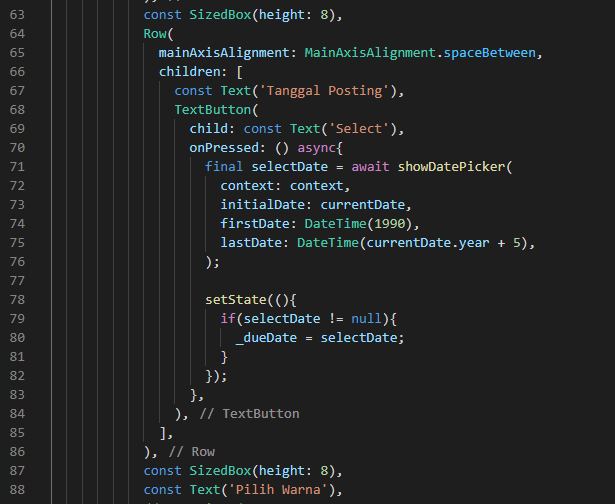 63 const SizedBox(height: 8),
64 Row(
65 mainAxisAlignment: MainAxisAlignment.spaceBetween,
66 children: [
67 const Text('Tanggal Posting'),
68 TextButton(
69 child: const Text('Select'),
70 onPressed: () async{
71 final selectDate = await showDatePicker(
72 context: context,
73 initialDate: currentDate,
74 firstDate: DateTime(1990),
75 lastDate: DateTime(currentDate.year + 5),
76 );
77
78 setState((){
79 if(selectDate != null){
80 _dueDate = selectDate;
81 }
82 });
83 },
84 ), // TextButton
85 ],
86 ), // Row
87 const SizedBox(height: 8),
88 const Text('Pilih Warna'),